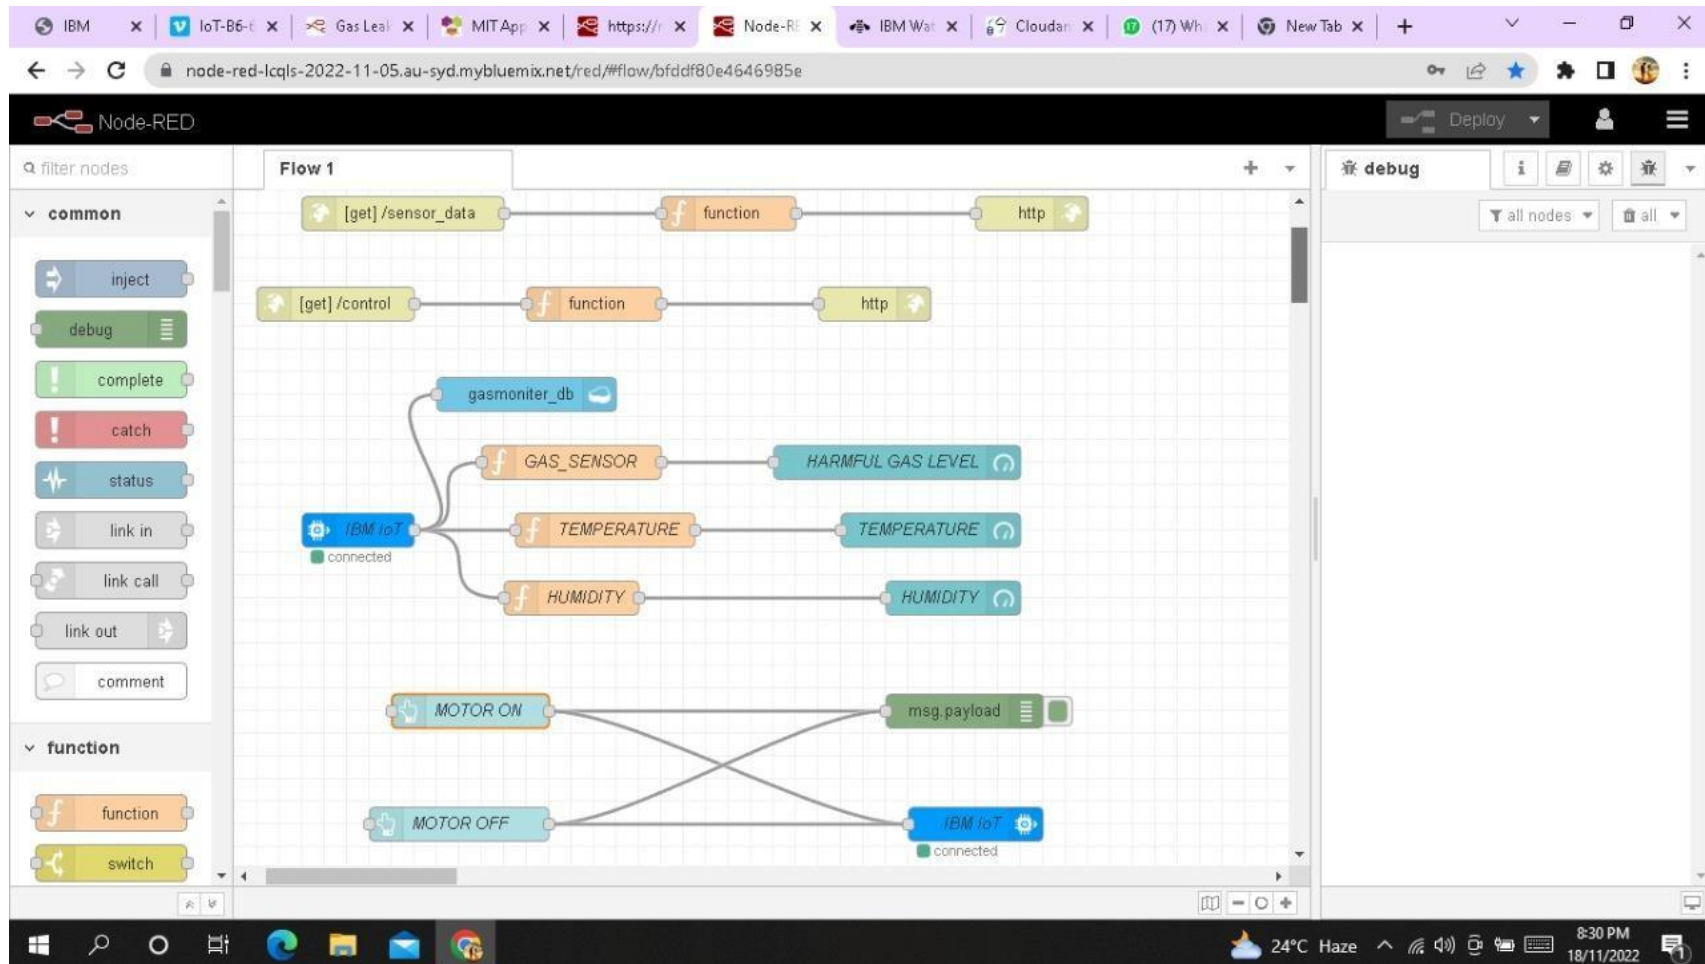 IBM
IoT-B6-6
Gas Leak
MIT App
https://r
Node-RE
IBM Wat
Cloudan
(17) Wh
New Tab
node-red-lcqls-2022-11-05.au-syd.mybluemix.net/red/#flow/bfddf80e4646985e
Node-RED
Deploy
filter nodes
Flow 1
debug
i
all nodes
all
common
inject
debug
complete
catch
status
link in
link call
link out
comment
function
function
switch
[get] /sensor_data
function
http
[get] /control
function
http
gasmoniter_db
GAS_SENSOR
HARMFUL GAS LEVEL
IBM IoT
connected
TEMPERATURE
TEMPERATURE
HUMIDITY
HUMIDITY
MOTOR ON
msg.payload
MOTOR OFF
IBM IoT
connected
24°C Haze
8:30 PM
18/11/2022